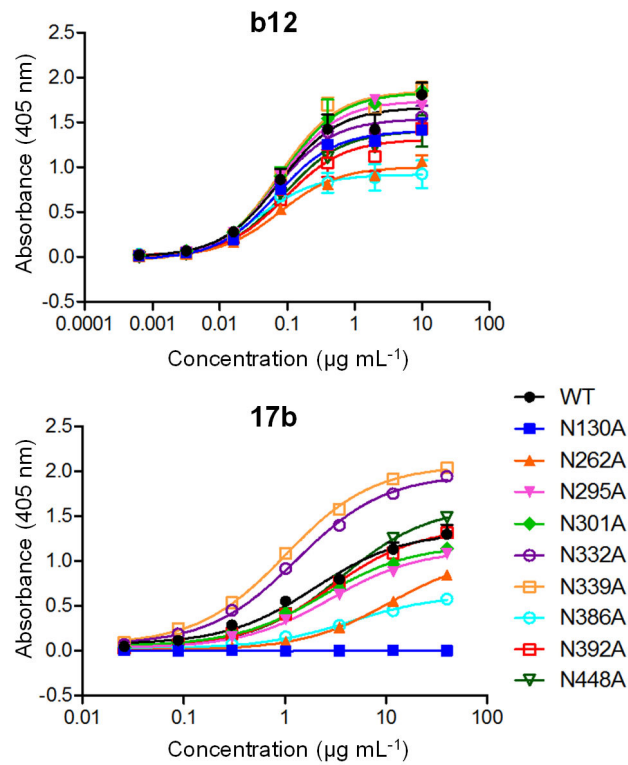 b12
Absorbance (405 nm)
2.5
2.0
1.5
1.0
0.5
0.0
-0.5
0.0001 0.001 0.01 0.1 1 10 100
Concentration (µg mL⁻¹)
17b
Absorbance (405 nm)
2.5
2.0
1.5
1.0
0.5
0.0
-0.5
0.01 0.1 1 10 100
Concentration (µg mL⁻¹)
WT
N130A
N262A
N295A
N301A
N332A
N339A
N386A
N392A
N448A